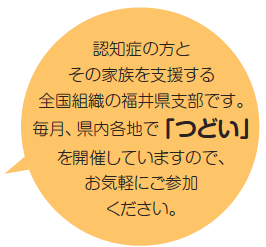 認知症の方と
その家族を支援する
全国組織の福井県支部です。
毎月、県内各地で「つどい」
を開催していますので、
お気軽にご参加
ください。